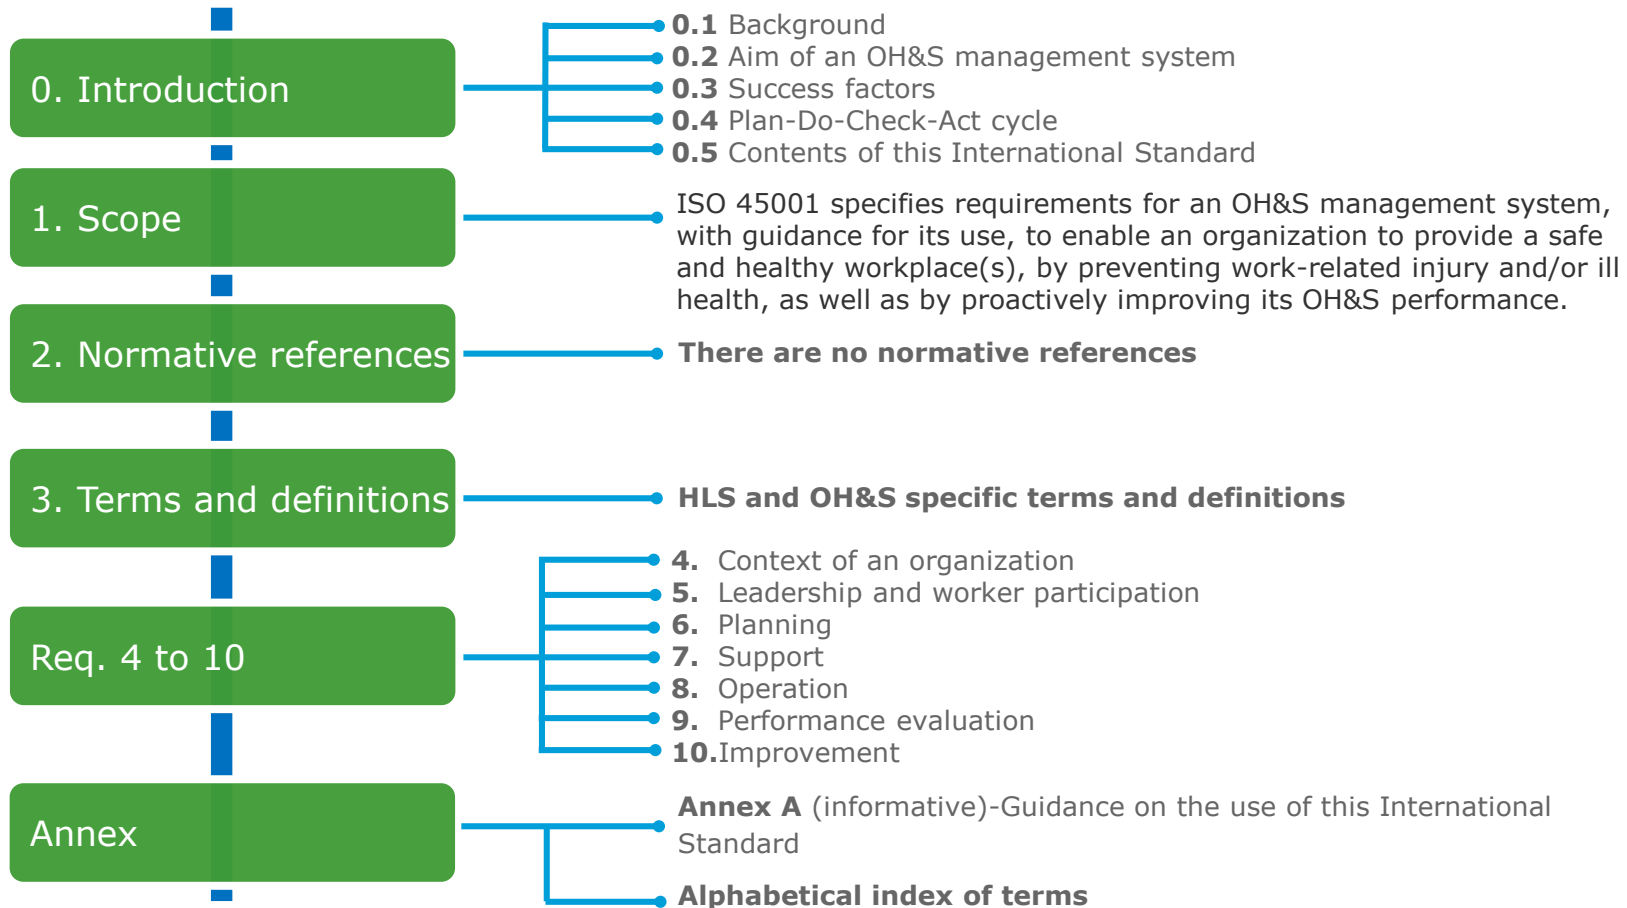 0. Introduction
0.1 Background
0.2 Aim of an OH&S management system
0.3 Success factors
0.4 Plan-Do-Check-Act cycle
0.5 Contents of this International Standard
1. Scope
ISO 45001 specifies requirements for an OH&S management system,
with guidance for its use, to enable an organization to provide a safe
and healthy workplace(s), by preventing work-related injury and/or ill
health, as well as by proactively improving its OH&S performance.
2. Normative references
There are no normative references
3. Terms and definitions
HLS and OH&S specific terms and definitions
Req. 4 to 10
4. Context of an organization
5. Leadership and worker participation
6. Planning
7. Support
8. Operation
9. Performance evaluation
10.Improvement
Annex
Annex A (informative)-Guidance on the use of this International
Standard
Alphabetical index of terms